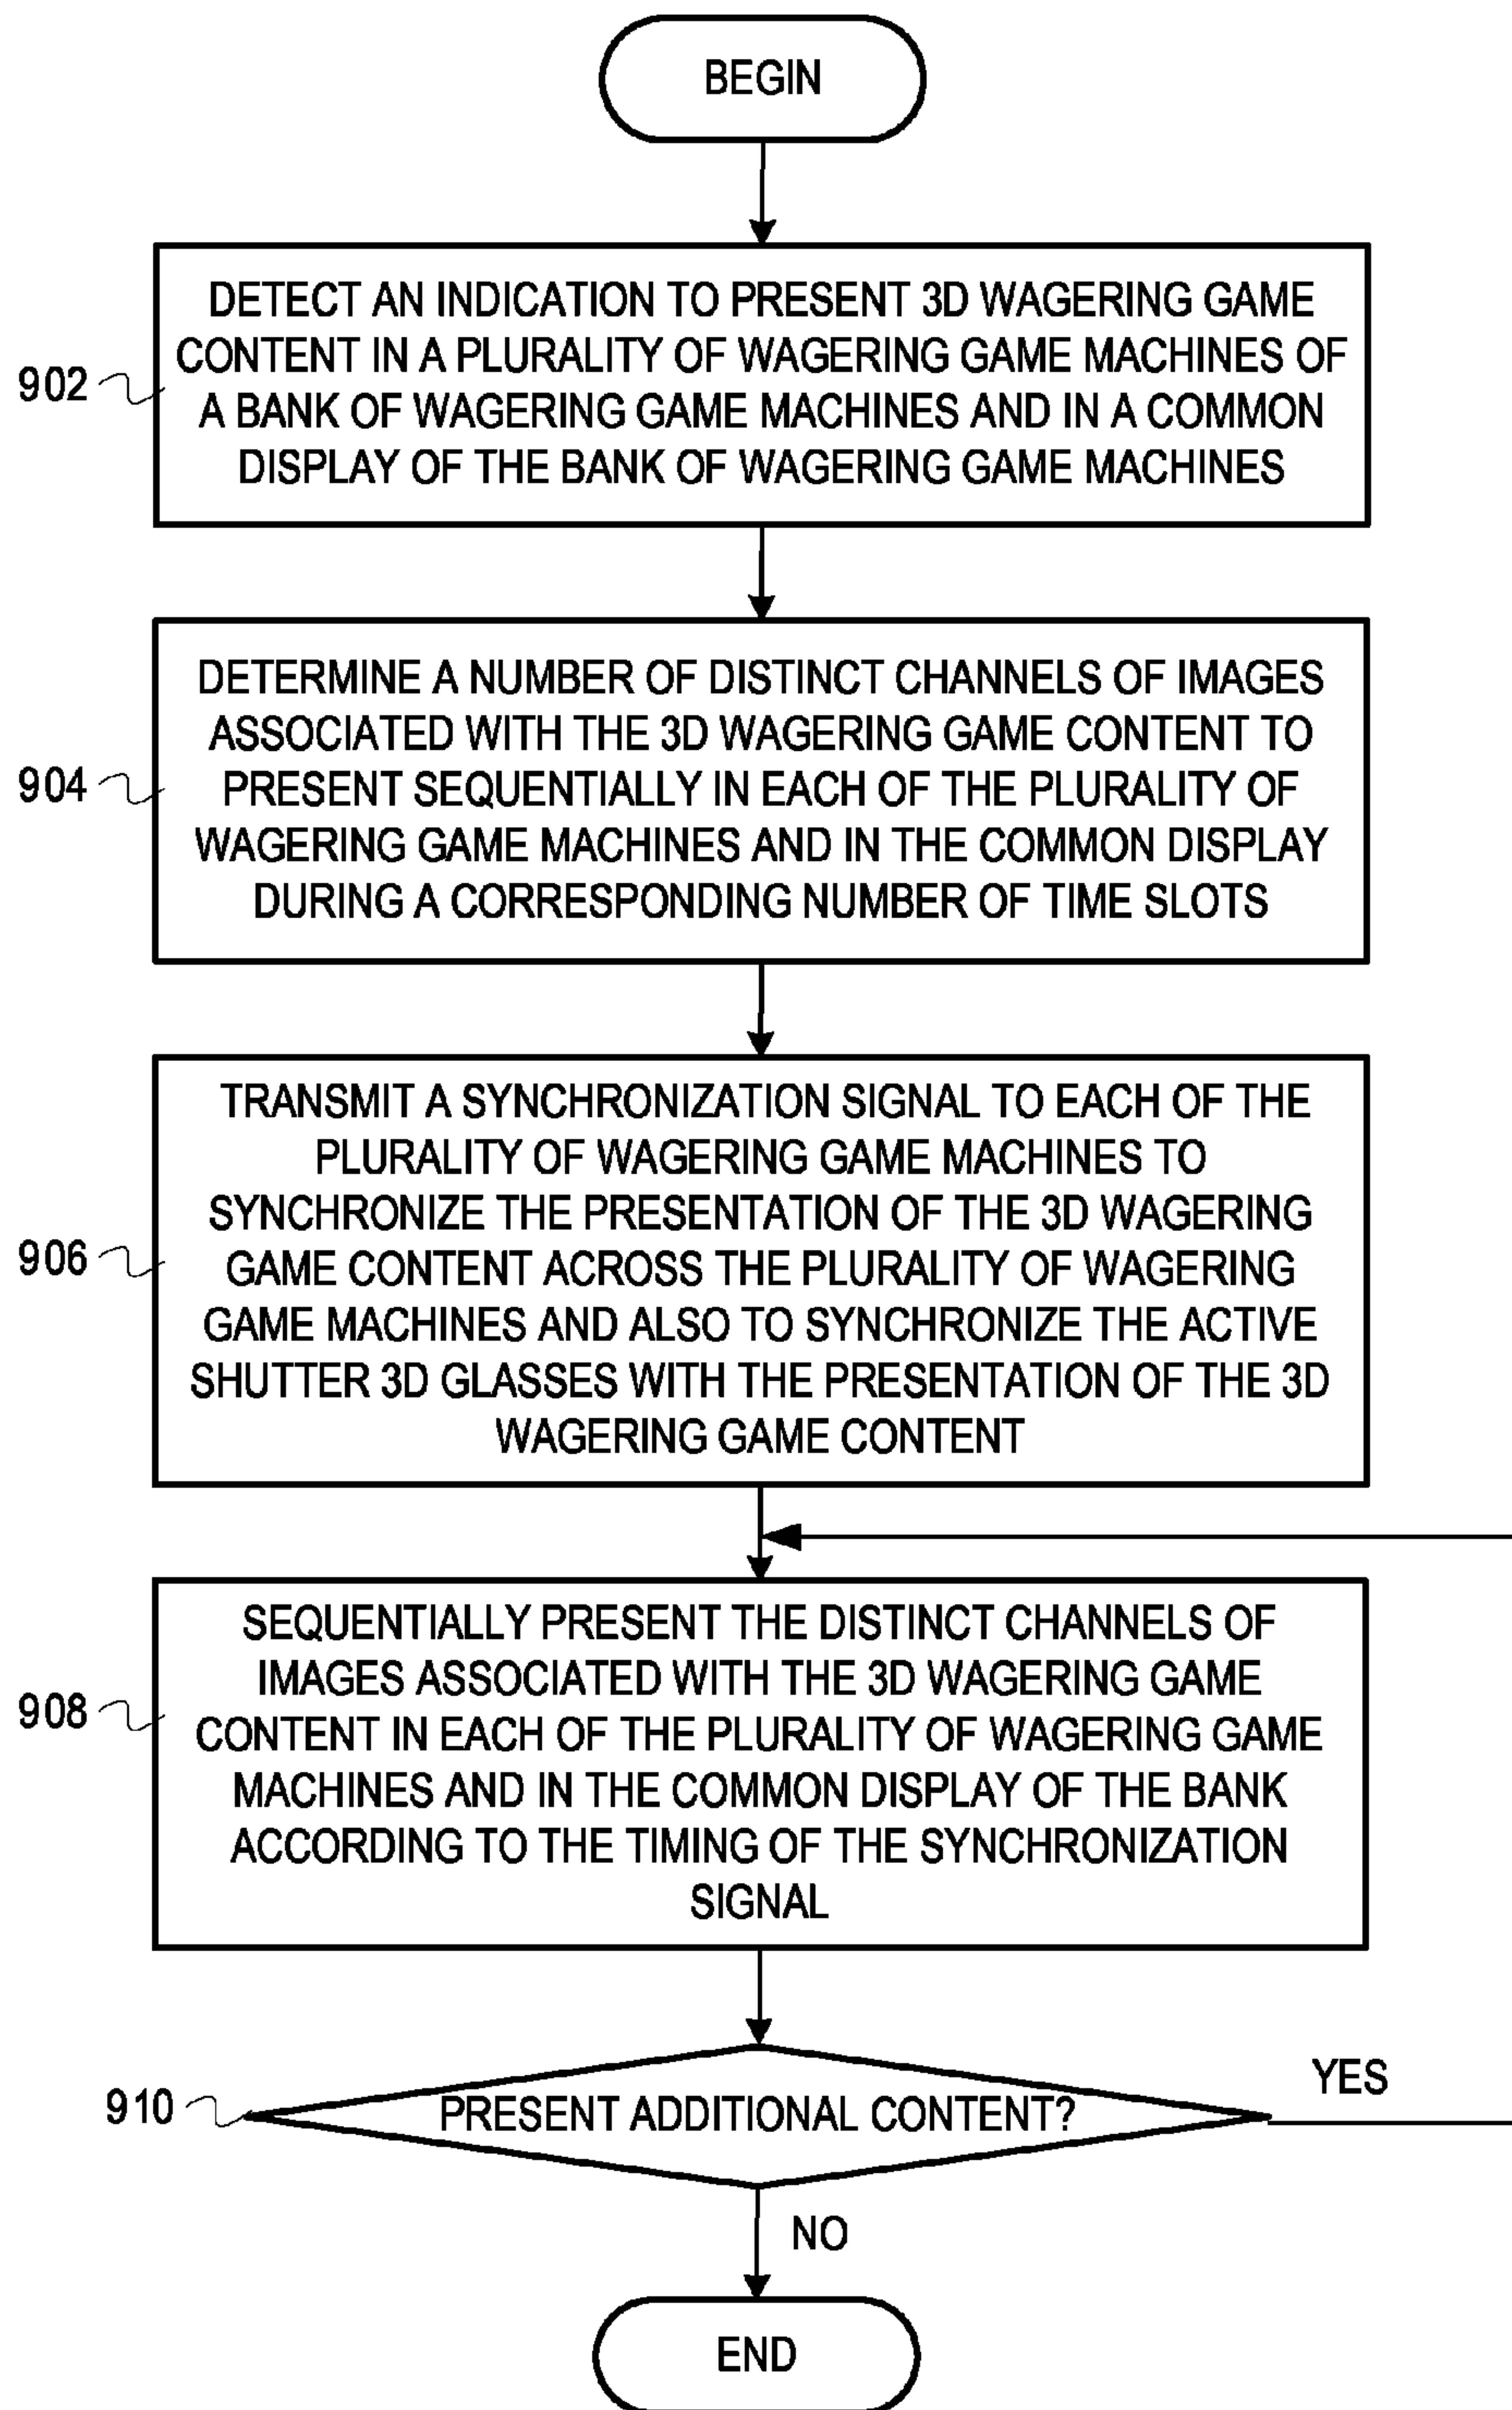 BEGIN
902
DETECT AN INDICATION TO PRESENT 3D WAGERING GAME
CONTENT IN A PLURALITY OF WAGERING GAME MACHINES OF
A BANK OF WAGERING GAME MACHINES AND IN A COMMON
DISPLAY OF THE BANK OF WAGERING GAME MACHINES
904
DETERMINE A NUMBER OF DISTINCT CHANNELS OF IMAGES
ASSOCIATED WITH THE 3D WAGERING GAME CONTENT TO
PRESENT SEQUENTIALLY IN EACH OF THE PLURALITY OF
WAGERING GAME MACHINES AND IN THE COMMON DISPLAY
DURING A CORRESPONDING NUMBER OF TIME SLOTS
906
TRANSMIT A SYNCHRONIZATION SIGNAL TO EACH OF THE
PLURALITY OF WAGERING GAME MACHINES TO
SYNCHRONIZE THE PRESENTATION OF THE 3D WAGERING
GAME CONTENT ACROSS THE PLURALITY OF WAGERING
GAME MACHINES AND ALSO TO SYNCHRONIZE THE ACTIVE
SHUTTER 3D GLASSES WITH THE PRESENTATION OF THE 3D
WAGERING GAME CONTENT
908
SEQUENTIALLY PRESENT THE DISTINCT CHANNELS OF
IMAGES ASSOCIATED WITH THE 3D WAGERING GAME
CONTENT IN EACH OF THE PLURALITY OF WAGERING GAME
MACHINES AND IN THE COMMON DISPLAY OF THE BANK
ACCORDING TO THE TIMING OF THE SYNCHRONIZATION
SIGNAL
910
PRESENT ADDITIONAL CONTENT?
YES
NO
END